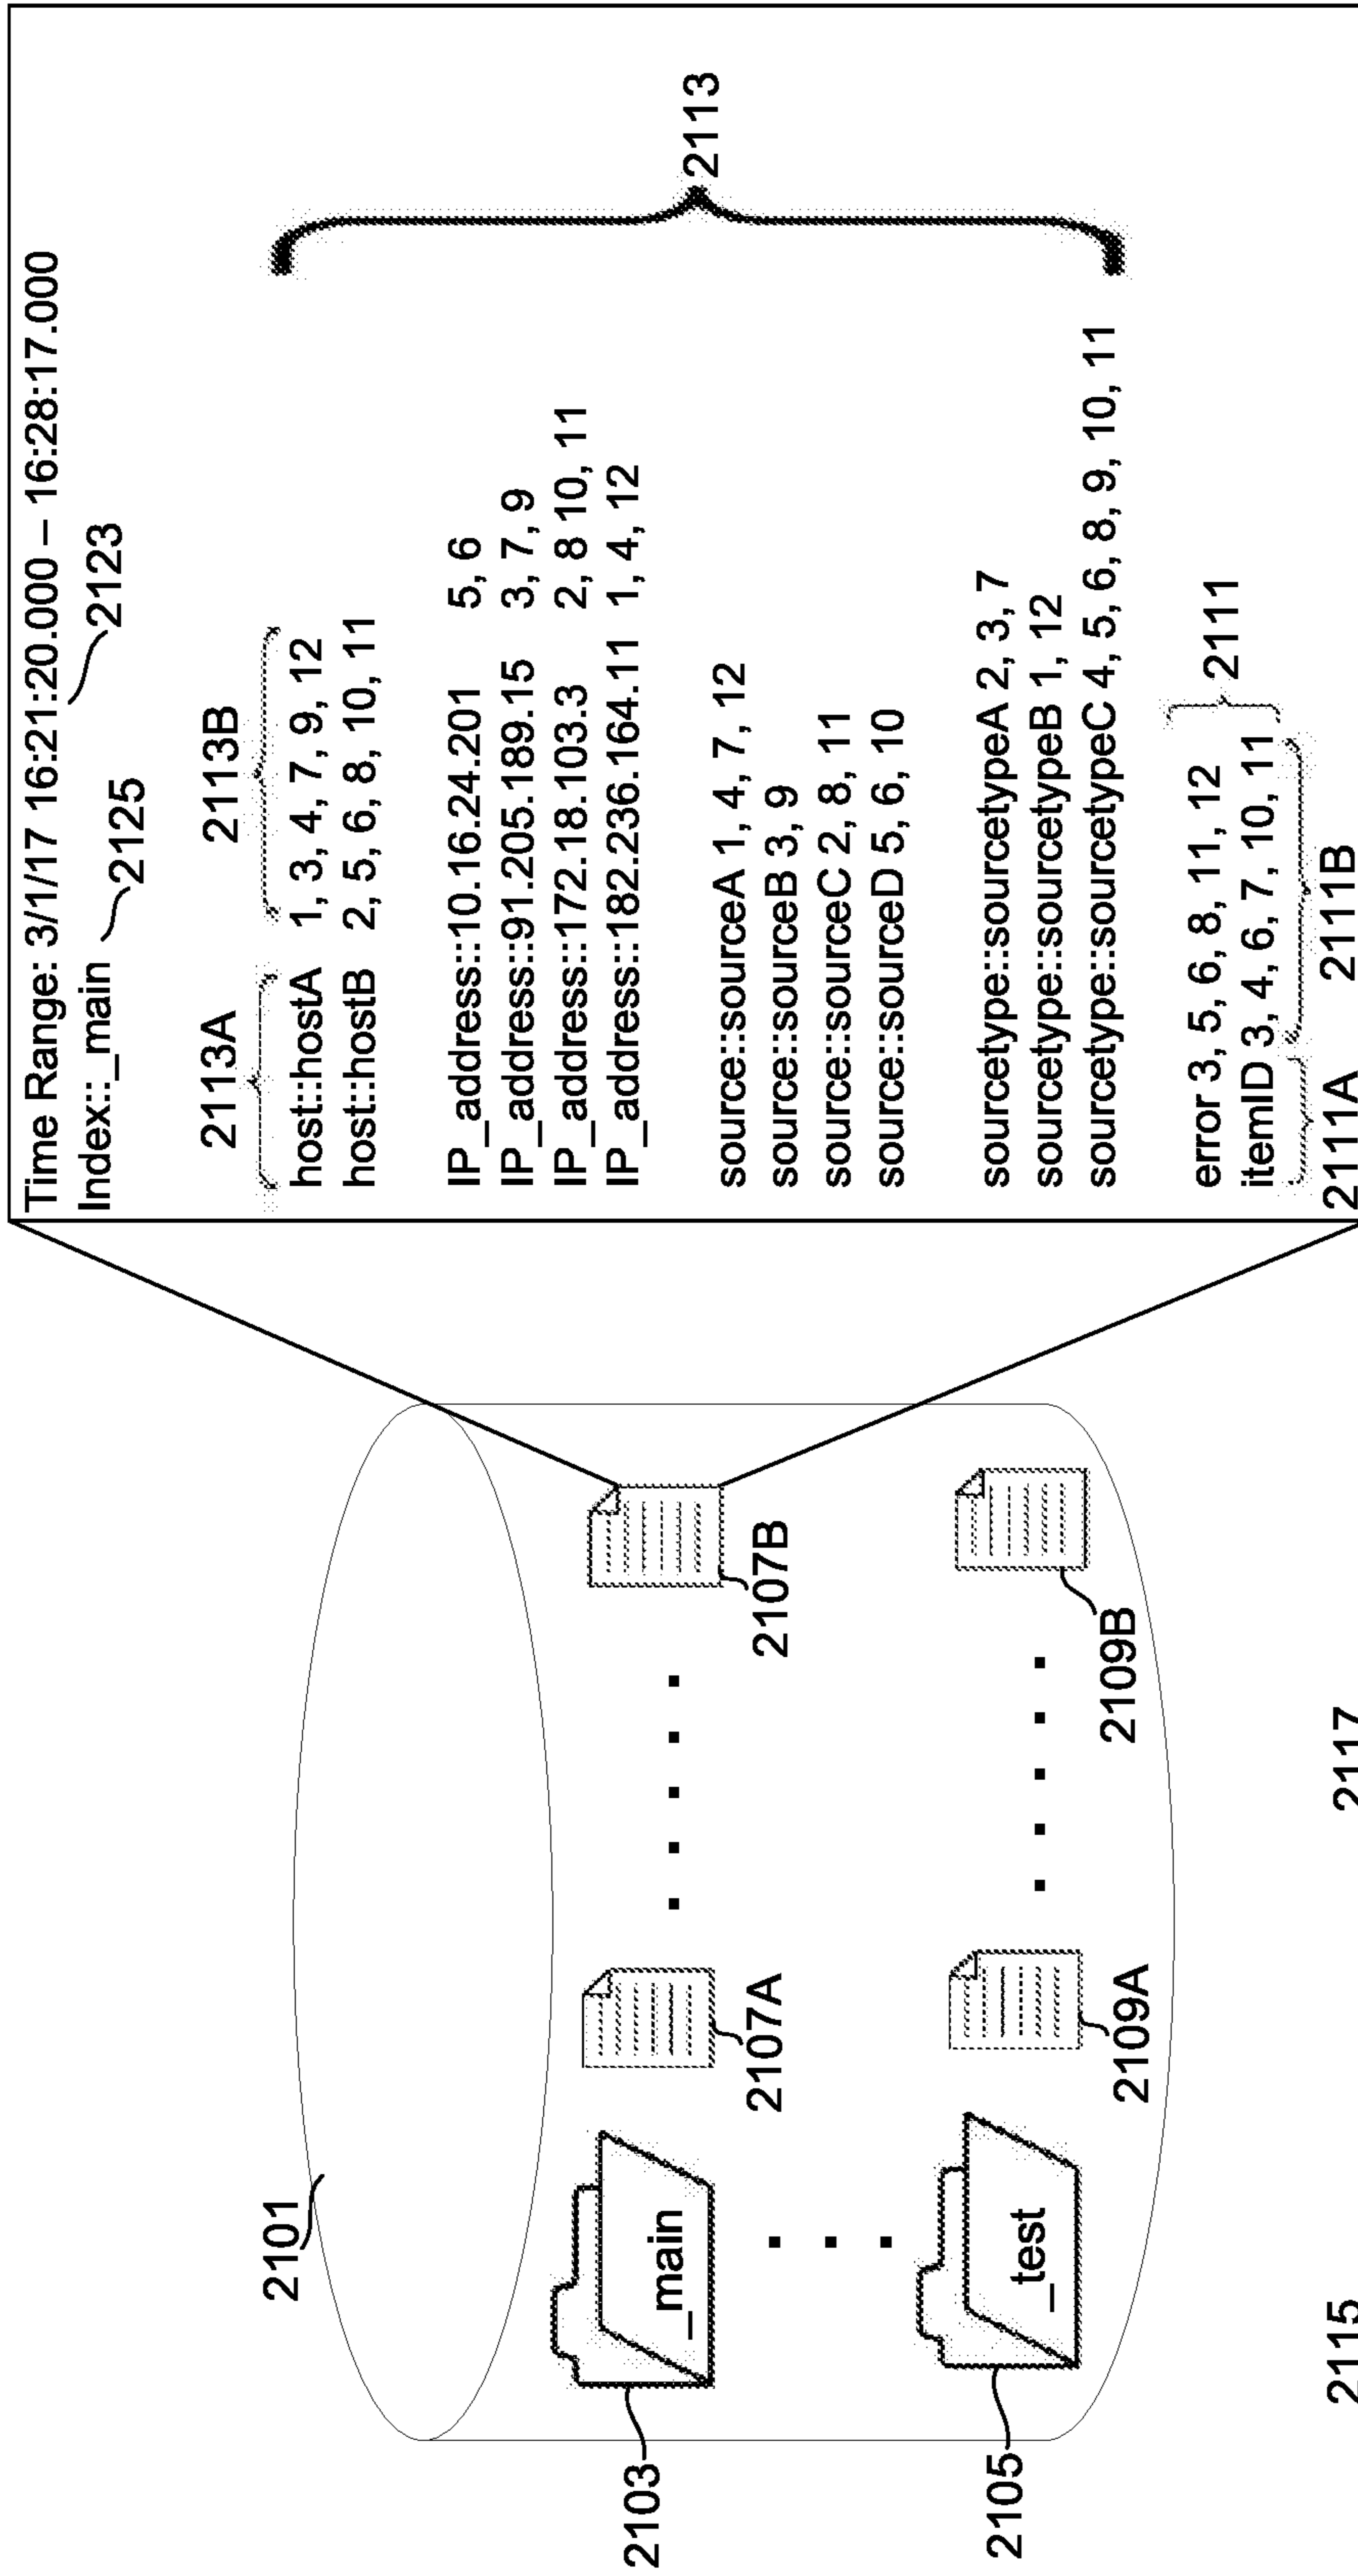 Time Range: 3/1/17 16:21:20.000 – 16:28:17.000
Index::_main
2125
2123
2113A
2113B
host::hostA 1, 3, 4, 7, 9, 12
host::hostB 2, 5, 6, 8, 10, 11
IP_address::10.16.24.201 5, 6
IP_address::91.205.189.15 3, 7, 9
IP_address::172.18.103.3 2, 8 10, 11
IP_address::182.236.164.11 1, 4, 12
source::sourceA 1, 4, 7, 12
source::sourceB 3, 9
source::sourceC 2, 8, 11
source::sourceD 5, 6, 10
sourcetype::sourcetypeA 2, 3, 7
sourcetype::sourcetypeB 1, 12
sourcetype::sourcetypeC 4, 5, 6, 8, 9, 10, 11
2113
error 3, 5, 6, 8, 11, 12
itemID 3, 4, 6, 7, 10, 11
2111
2111A
2111B
2101
2103
_main
2107A
2107B
2105
_test
2109A
2109B
2115
2117